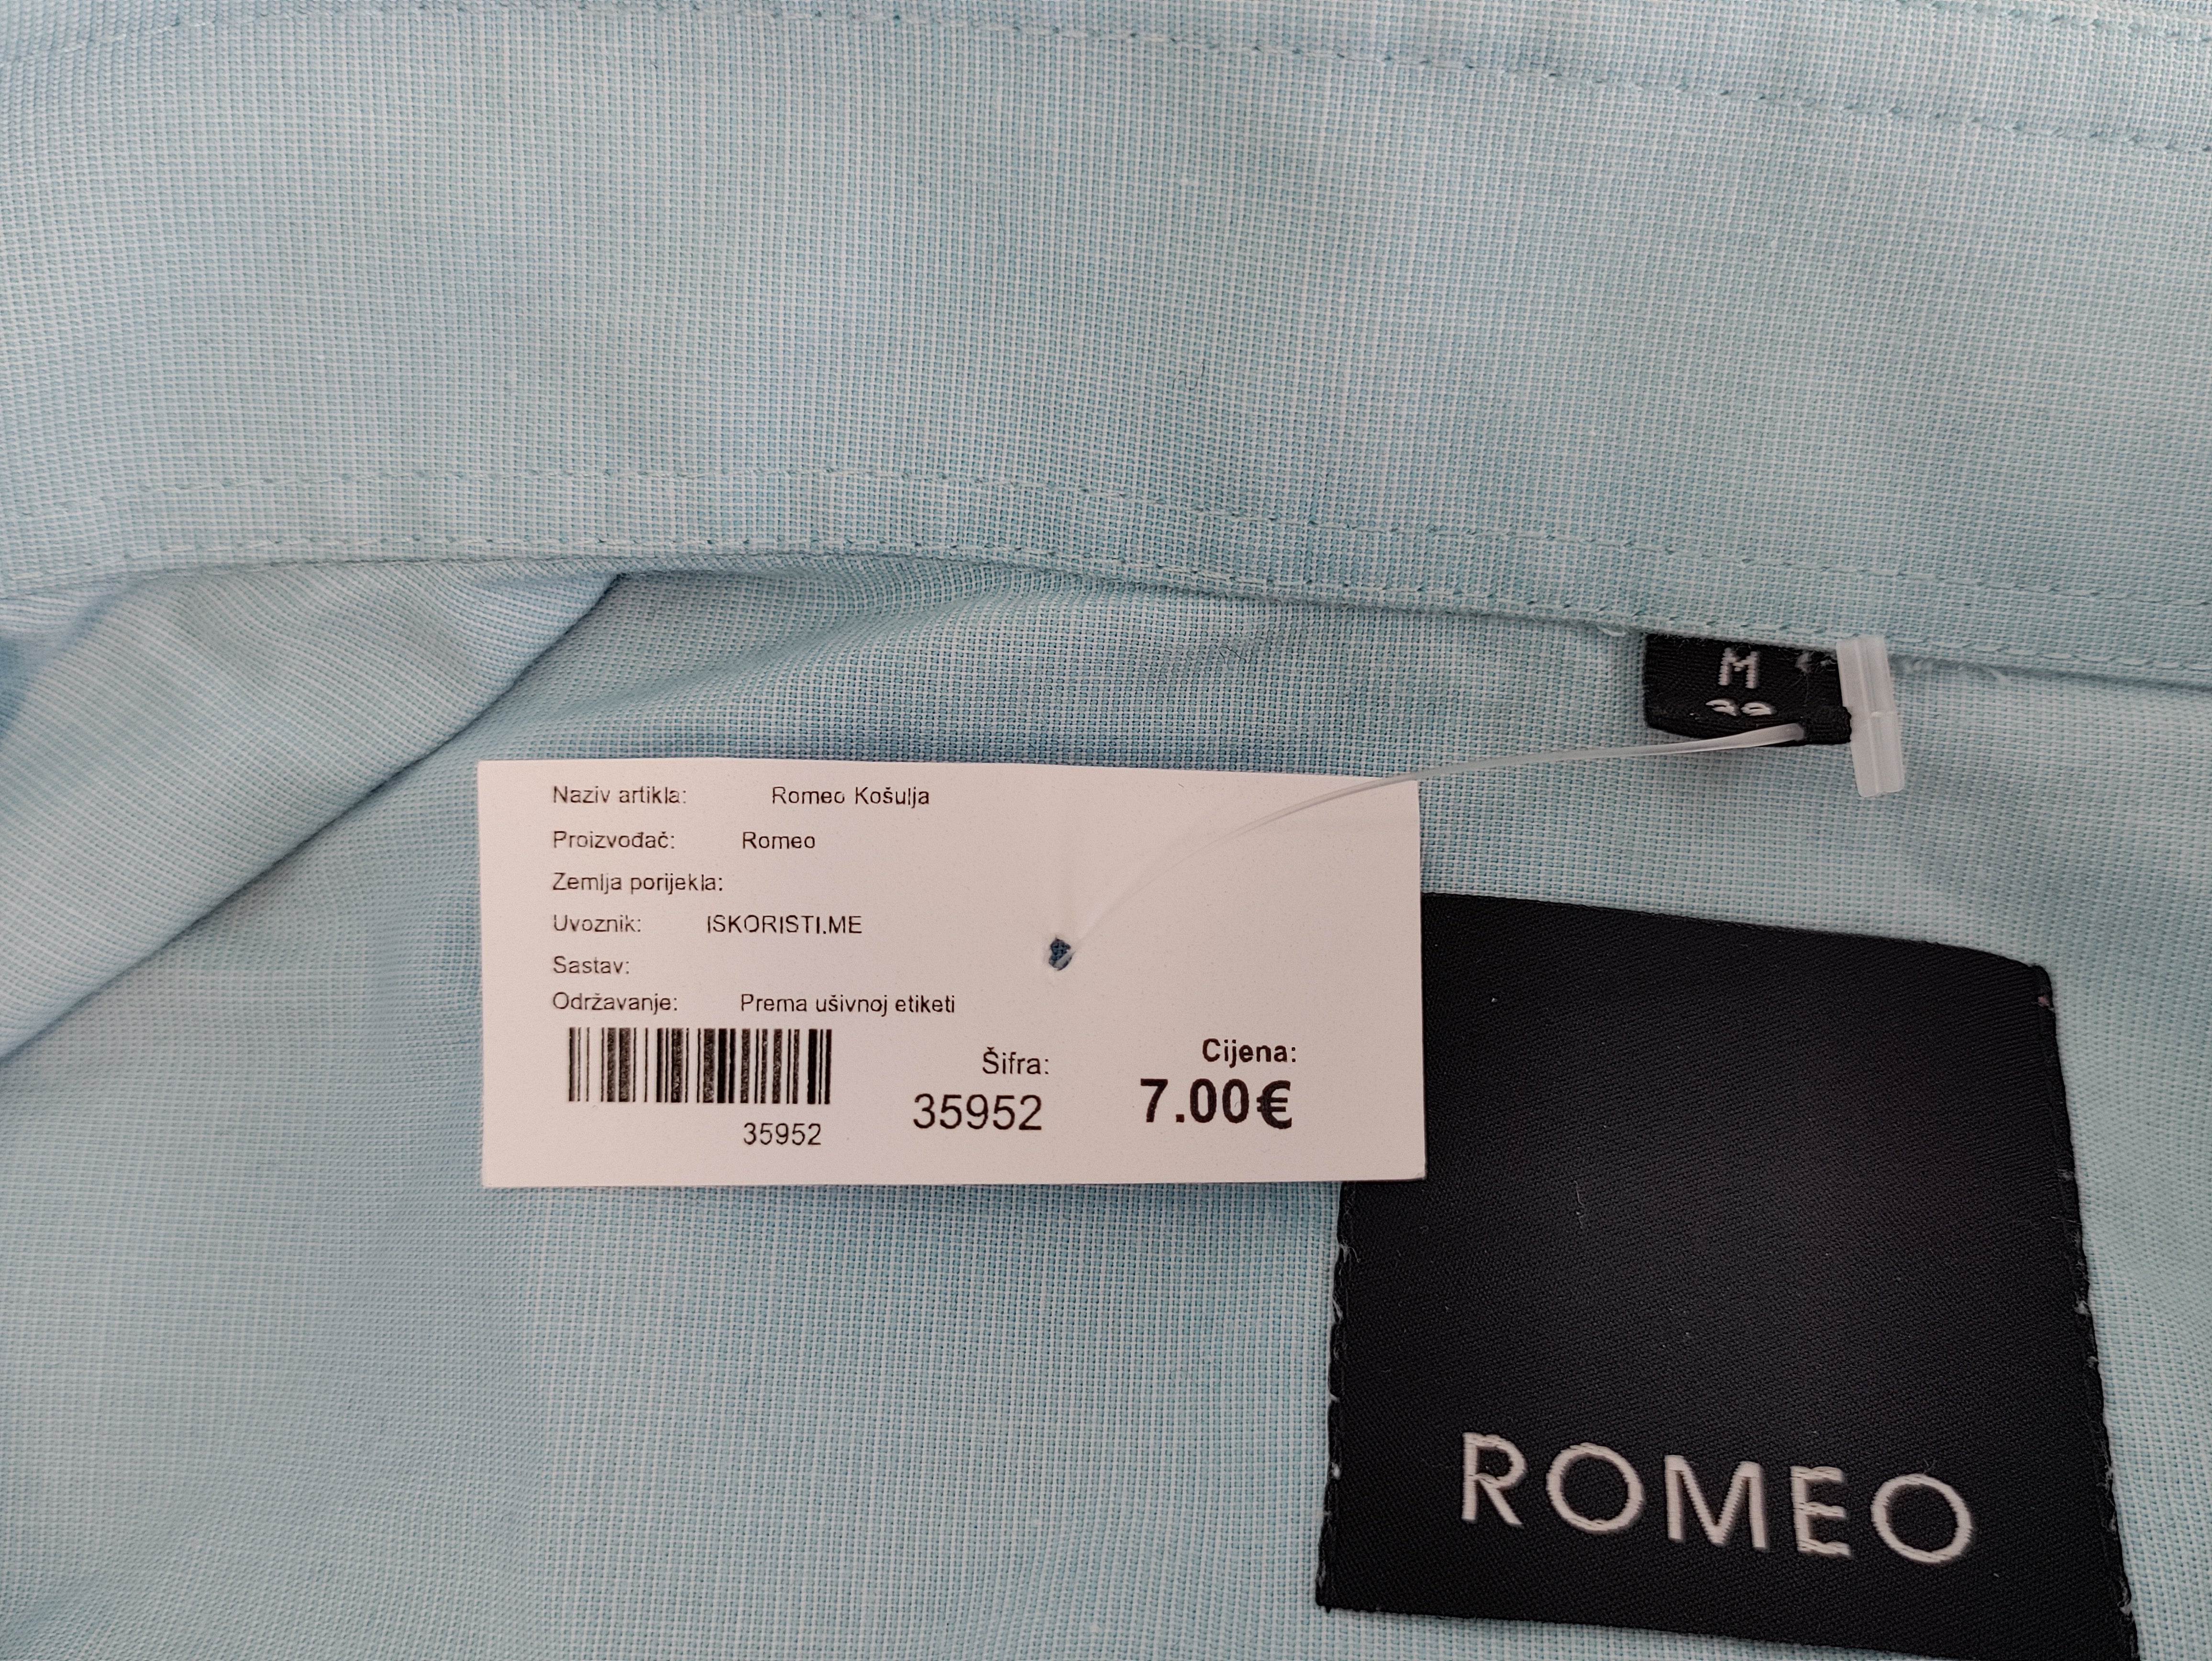 M
Naziv artikla: Romeo Košulja
Proizvođač: Romeo
Zemlja porijekla:
Uvoznik: ISKORISTI.ME
Sastav:
Održavanje: Prema ušivnoj etiketi
Šifra: Cijena:
35952 7.00€
35952
ROMEO